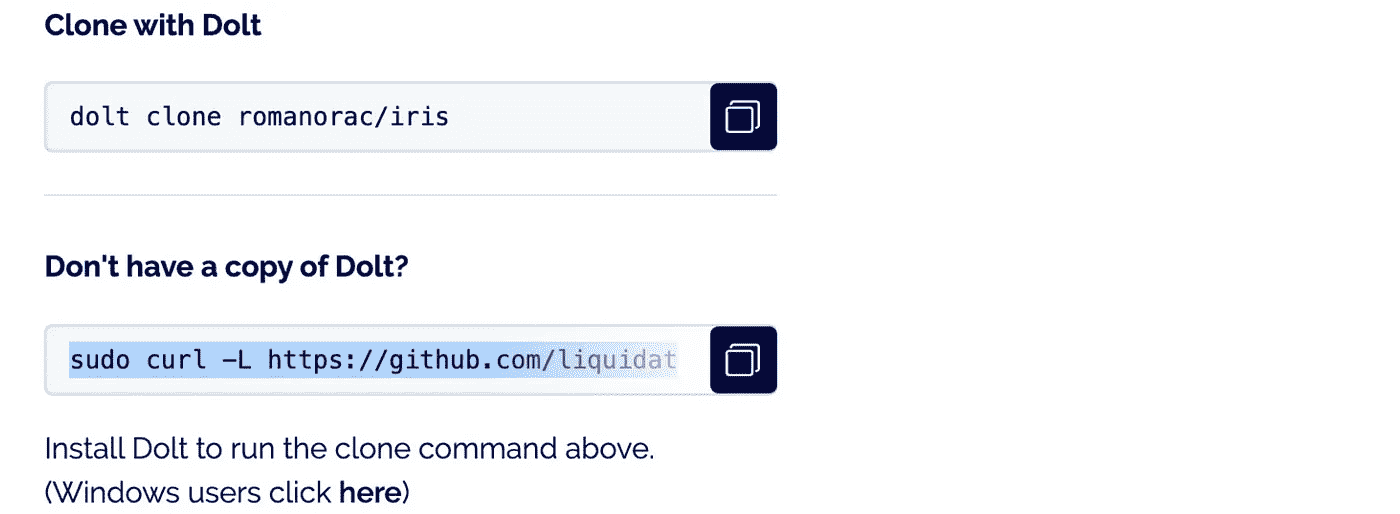 Clone with Dolt
dolt clone romanorac/iris
Don't have a copy of Dolt?
sudo curl -L https://github.com/liquidat
Install Dolt to run the clone command above.
(Windows users click here)